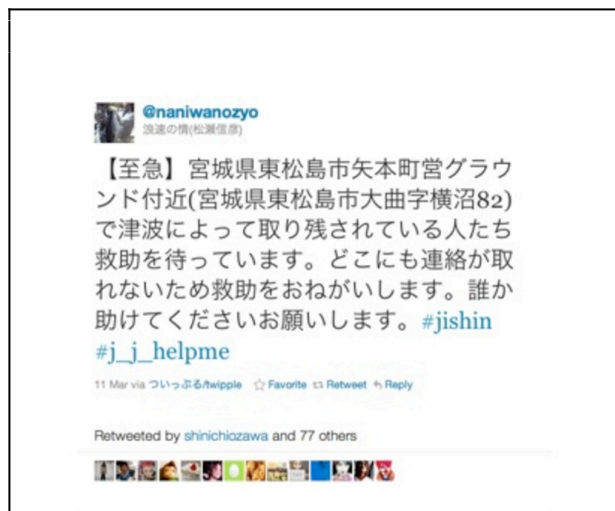 @naniwanozyo
浪速の情(松瀬信彦)
【至急】宮城県東松島市矢本町営グラウ
ンド付近(宮城県東松島市大曲字横沼82)
で津波によって取り残されている人たち
救助を待っています。どこにも連絡が取
れないため救助をおねがいします。誰か
助けてくださいお願いします。#jishin
#j_j_helpme
11 Mar via ついっぷる/twipple Favorite Retweet Reply
Retweeted by shinichiozawa and 77 others